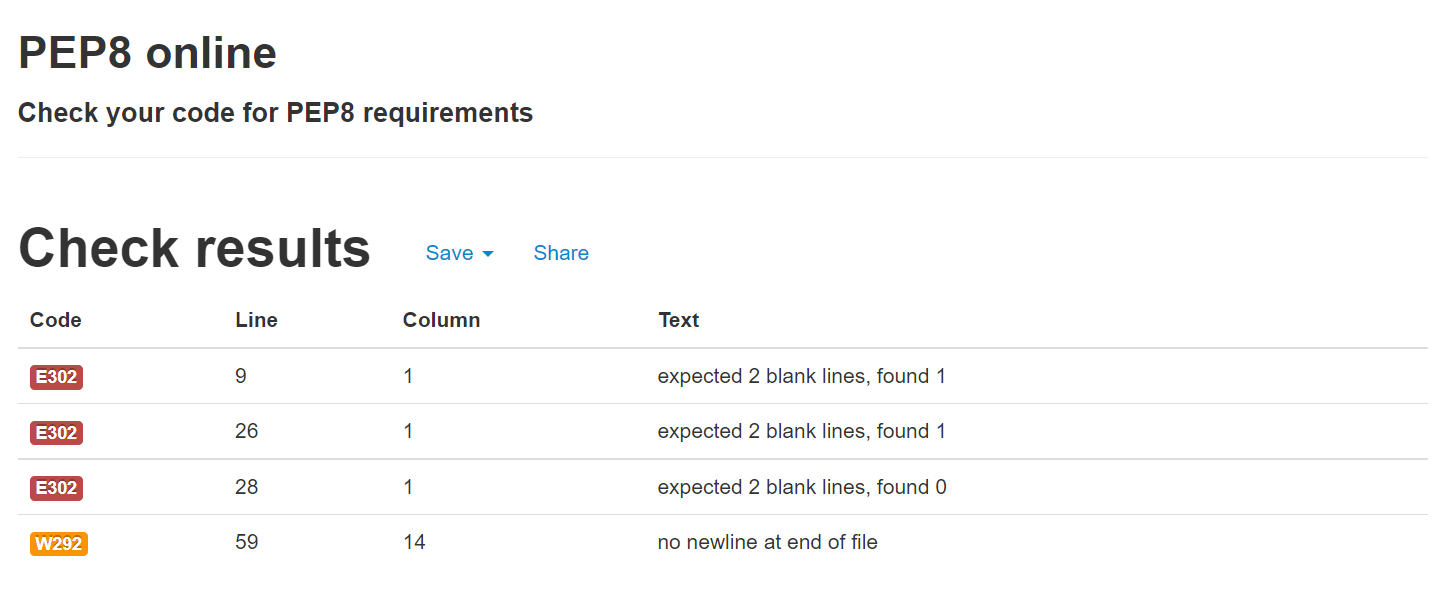 PEP8 online
Check your code for PEP8 requirements
Check results Save Share
Code Line Column Text
E302 9 1 expected 2 blank lines, found 1
E302 26 1 expected 2 blank lines, found 1
E302 28 1 expected 2 blank lines, found 0
W292 59 14 no newline at end of file